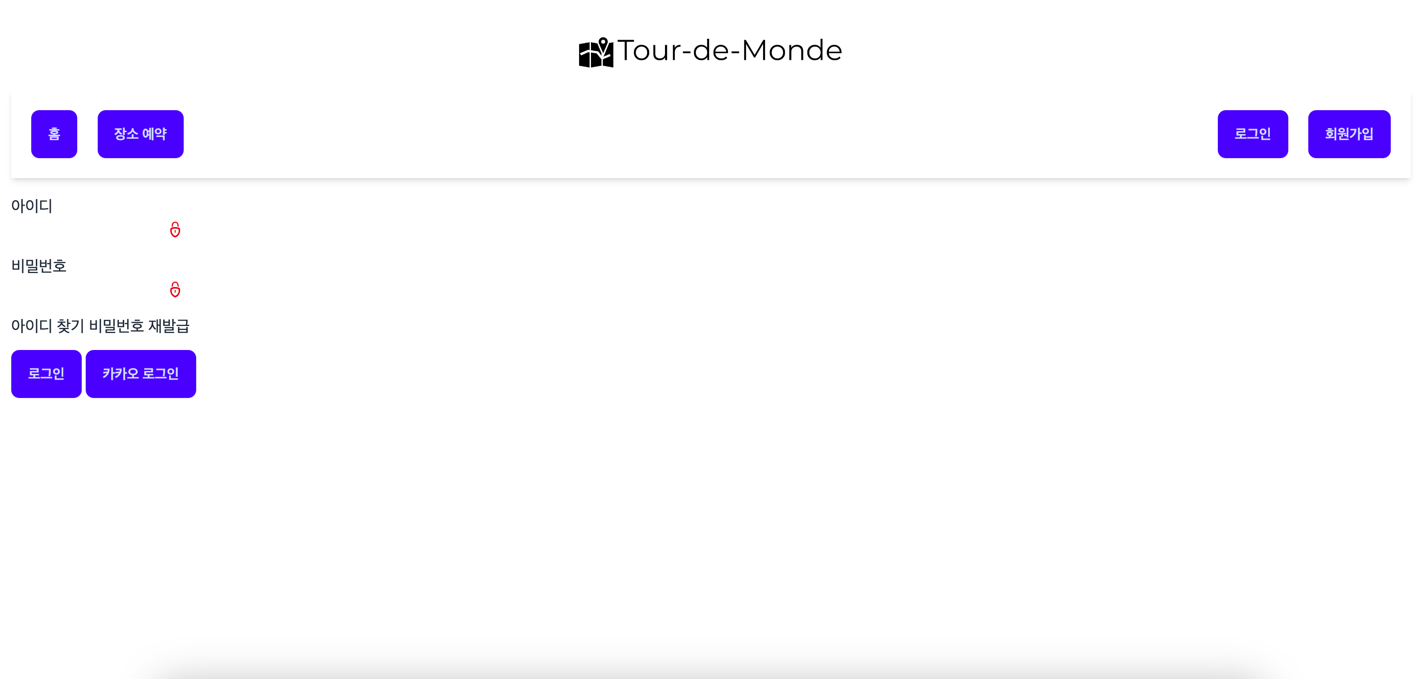 Tour-de-Monde
홈 장소 예약 로그인 회원가입
아이디
비밀번호
아이디 찾기 비밀번호 재발급
로그인 카카오 로그인